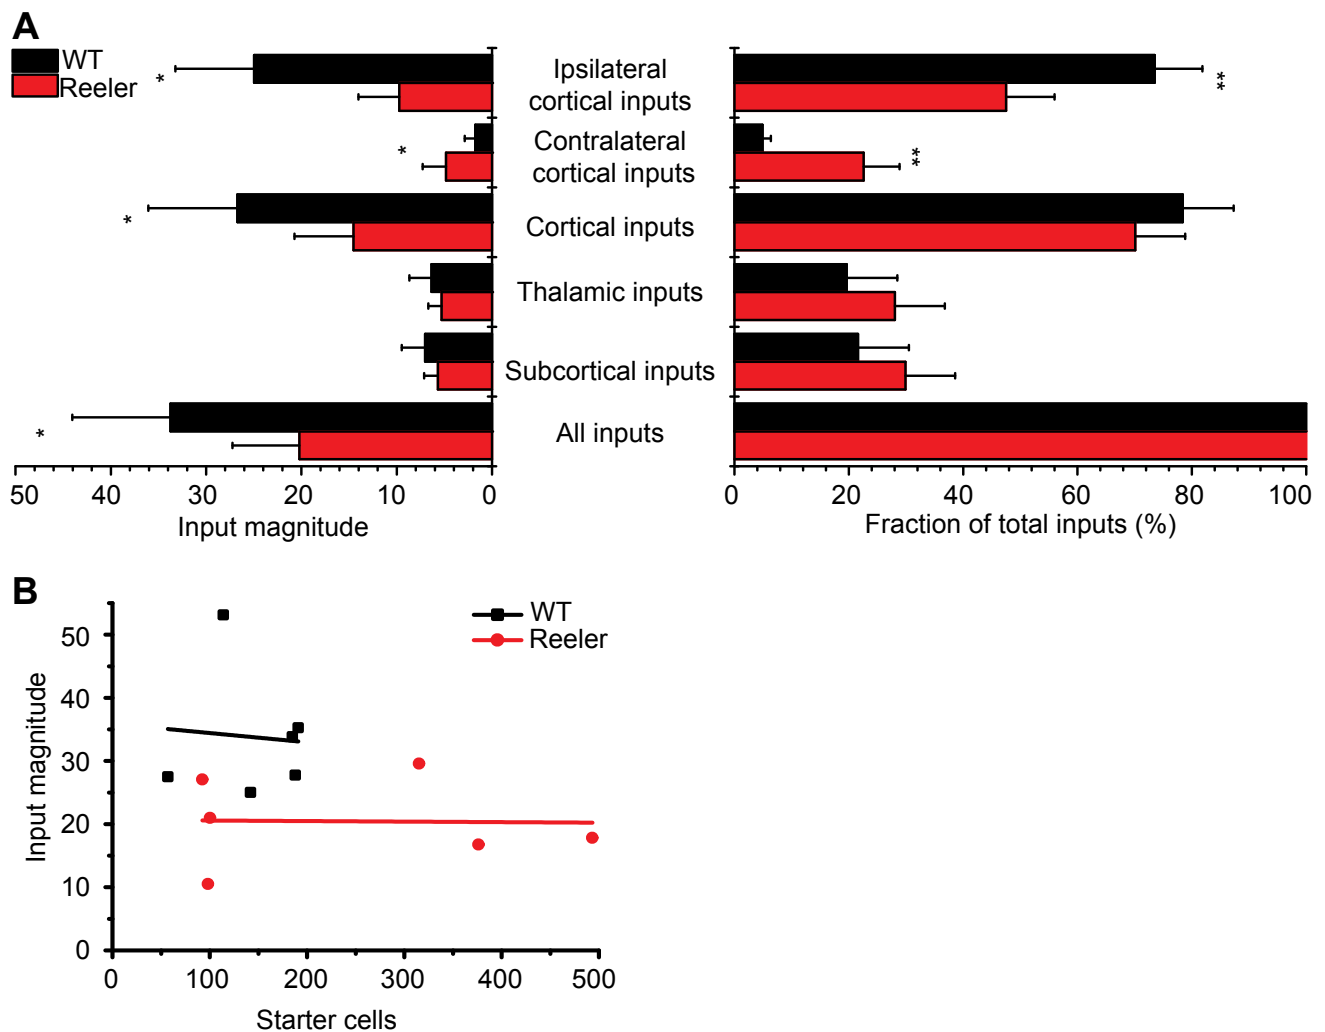 A
WT
Reeler
*
*
*
*
**
**
Ipsilateral
cortical inputs
Contralateral
cortical inputs
Cortical inputs
Thalamic inputs
Subcortical inputs
All inputs
50 40 30 20 10 0
Input magnitude
0 20 40 60 80 100
Fraction of total inputs (%)
B
WT
Reeler
50
40
30
20
10
0
Input magnitude
0 100 200 300 400 500
Starter cells